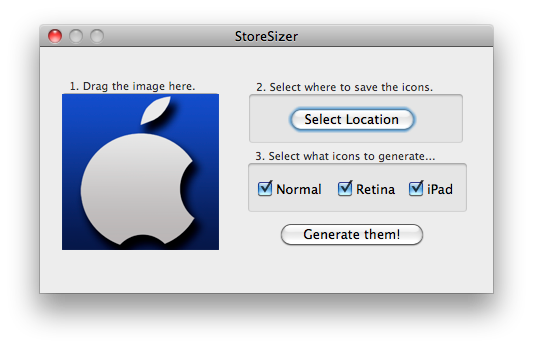 StoreSizer
1. Drag the image here.
2. Select where to save the icons.
Select Location
3. Select what icons to generate...
Normal Retina iPad
Generate them!